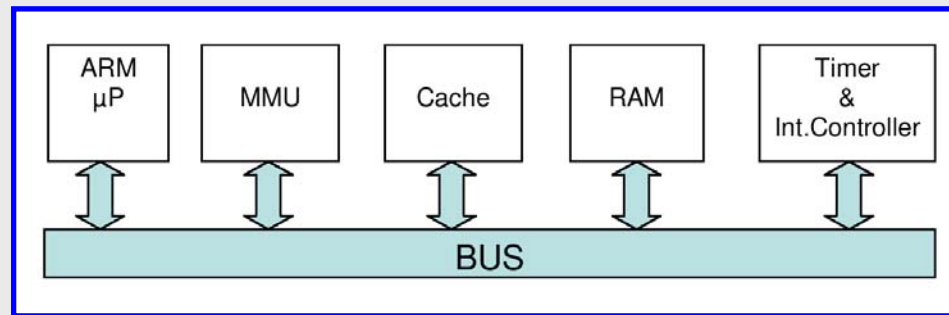 ARM
µP
MMU
Cache
RAM
Timer
&
Int.Controller
BUS